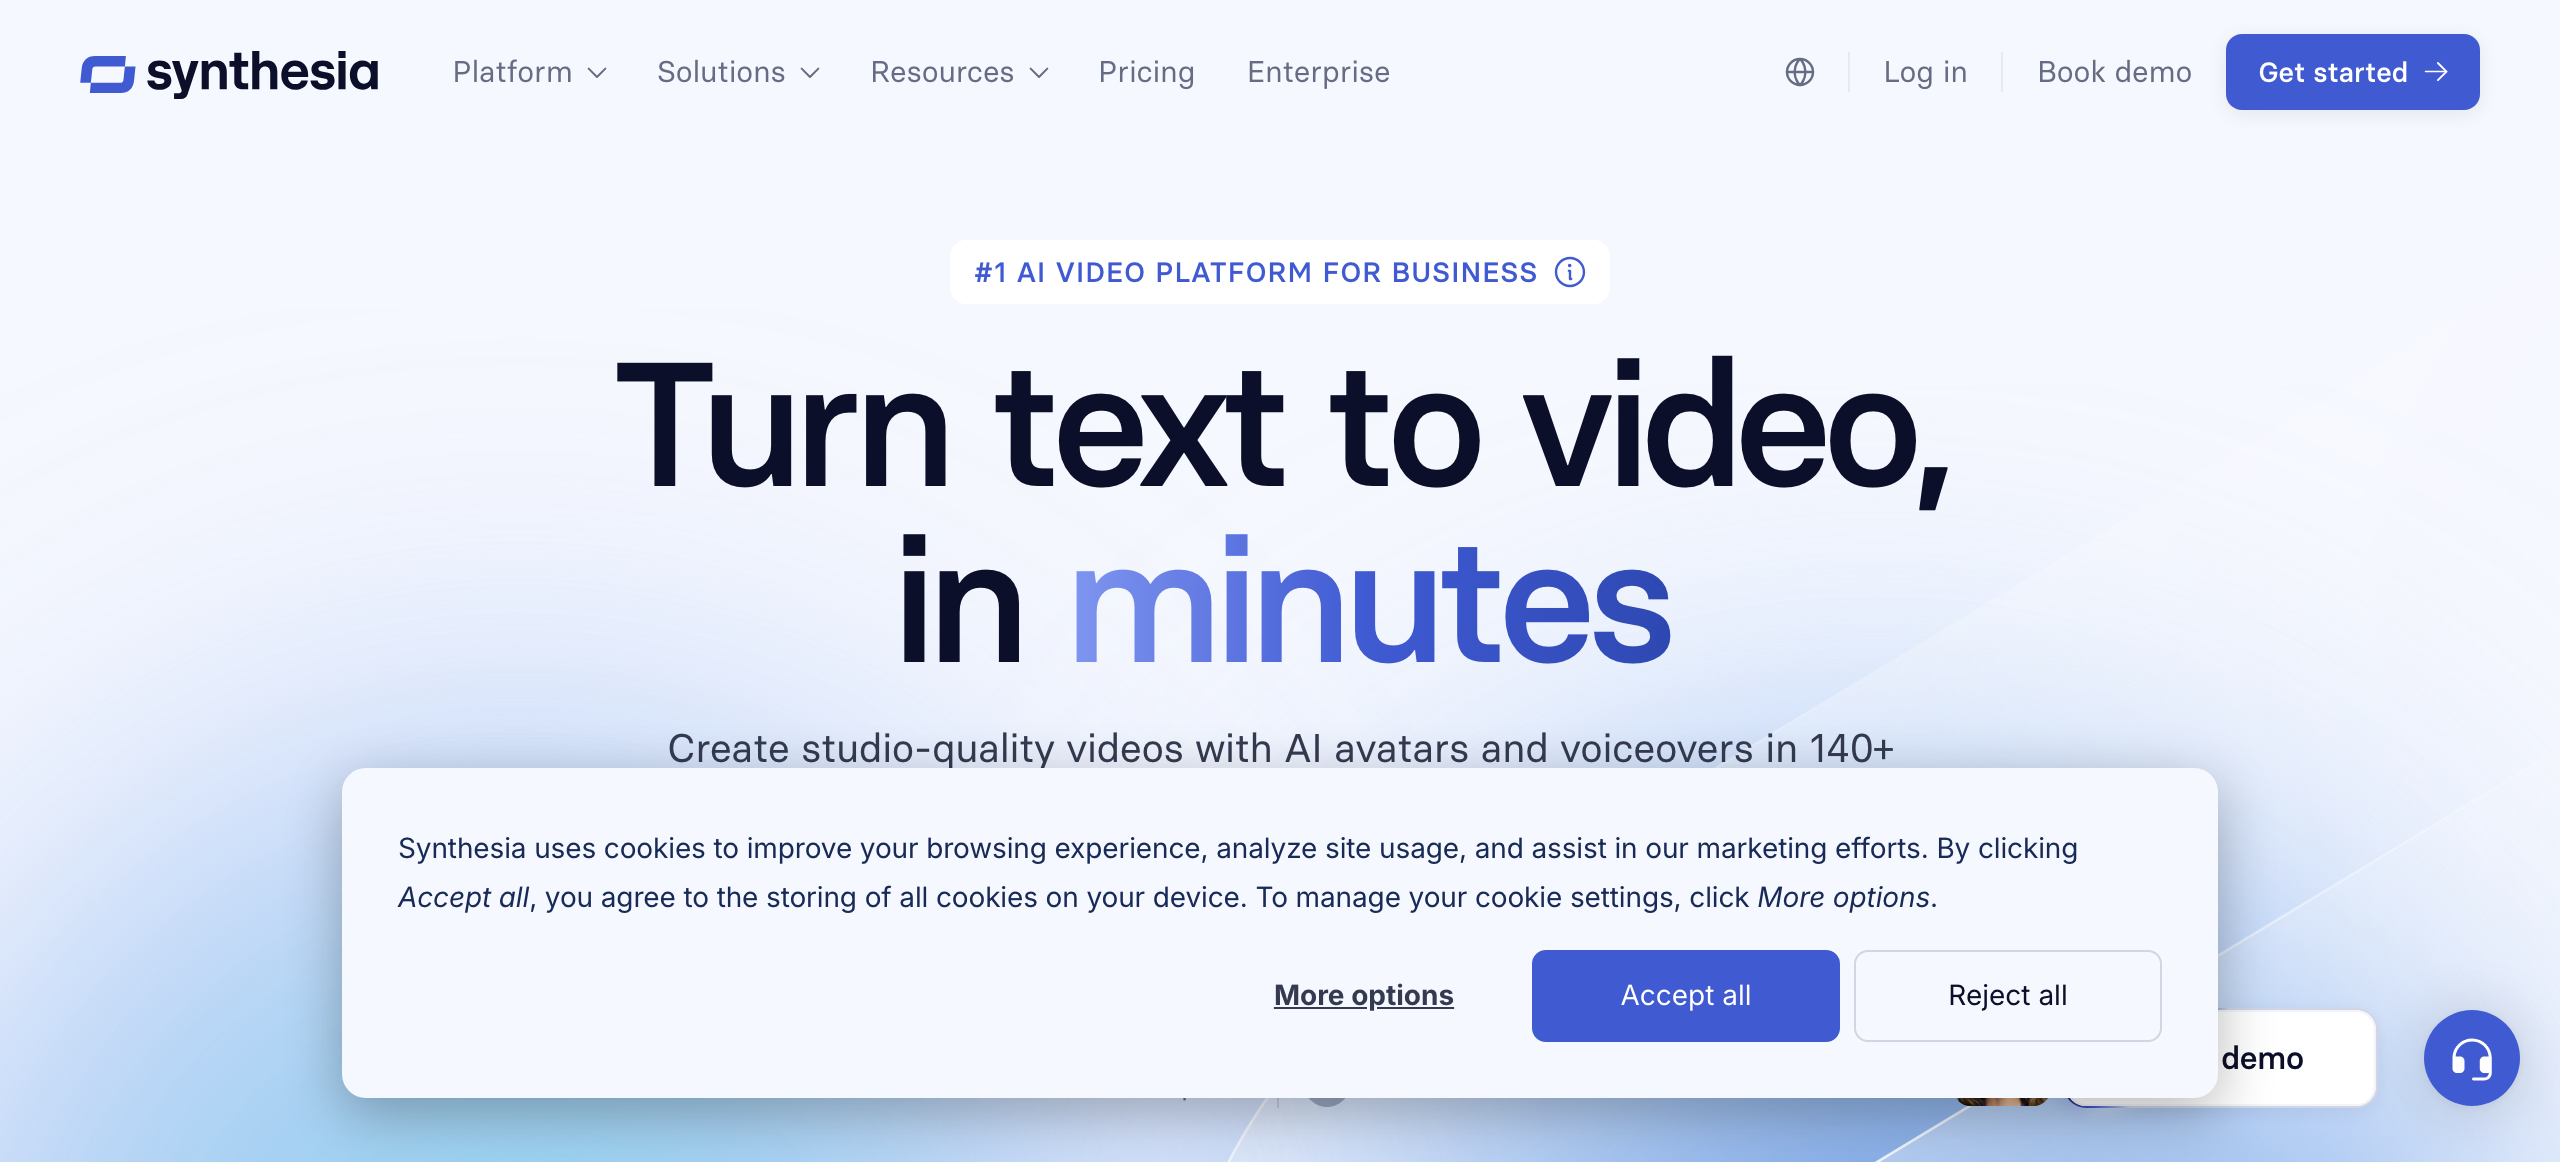 synthesia
Platform
Solutions
Resources
Pricing
Enterprise
Log in
Book demo
Get started
#1 AI VIDEO PLATFORM FOR BUSINESS
Turn text to video,
in minutes
Create studio-quality videos with AI avatars and voiceovers in 140+
Synthesia uses cookies to improve your browsing experience, analyze site usage, and assist in our marketing efforts. By clicking
Accept all, you agree to the storing of all cookies on your device. To manage your cookie settings, click More options.
More options
Accept all
Reject all
demo